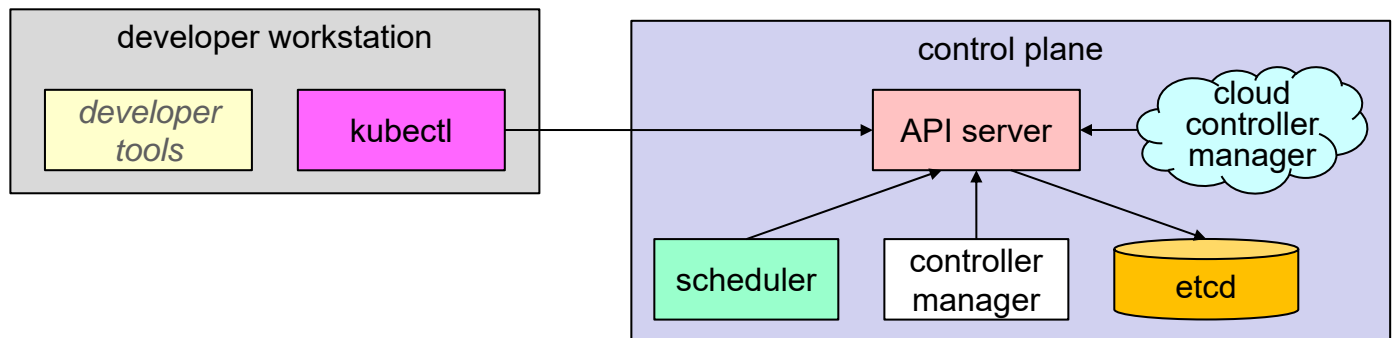 developer workstation
developer
tools
kubectl
control plane
API server
cloud
controller
manager
scheduler
controller
manager
etcd